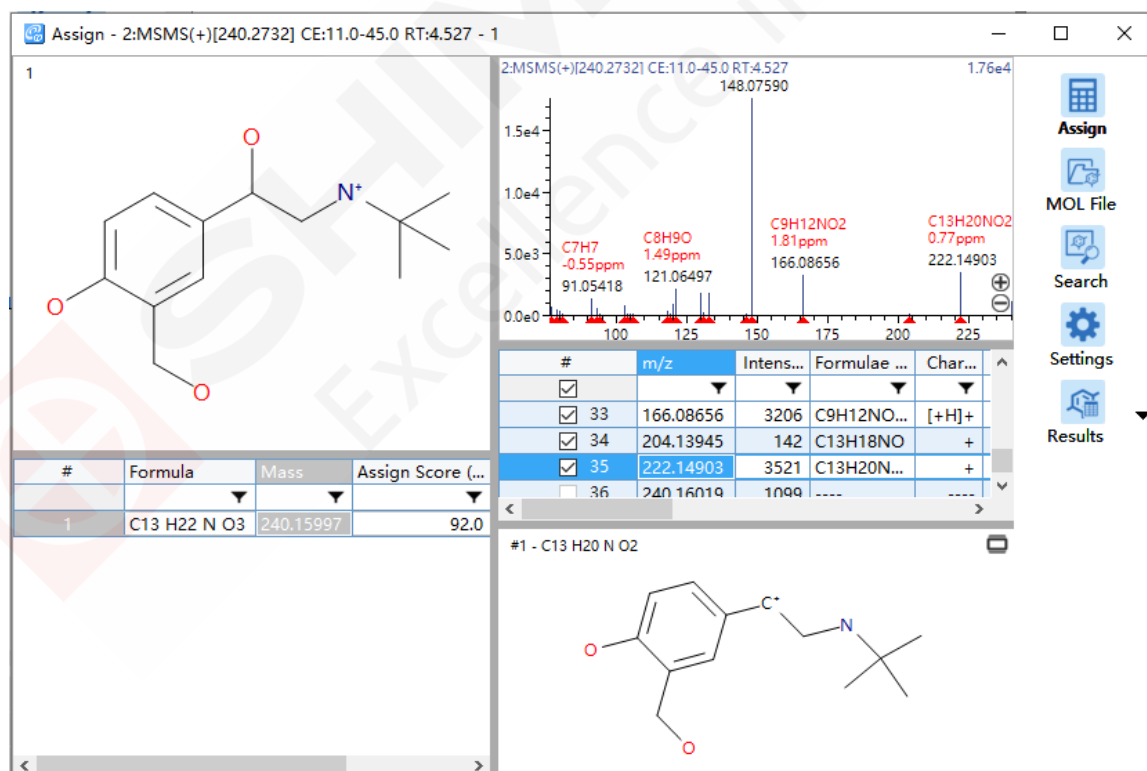 Assign - 2:MSMS(+)[240.2732] CE:11.0-45.0 RT:4.527 - 1
1
O
N+
O
O
2:MSMS(+)[240.2732] CE:11.0-45.0 RT:4.527 1.76e4
148.07590
1.5e4
1.0e4
5.0e3
0.0e0
C7H7
-0.55ppm
91.05418
C8H9O
1.49ppm
121.06497
C9H12NO2
1.81ppm
166.08656
C13H20NO2
0.77ppm
222.14903
100 125 150 175 200 225
# m/z Intens... Formulae ... Char...
33 166.08656 3206 C9H12NO... [+H]+
34 204.13945 142 C13H18NO +
35 222.14903 3521 C13H20N... +
36 240.16019 1099 ---- ----
# Formula Mass Assign Score (...
1 C13 H22 N O3 240.15997 92.0
#1 - C13 H20 N O2
O
C+
N
O
Assign
MOL File
Search
Settings
Results
Excellence i